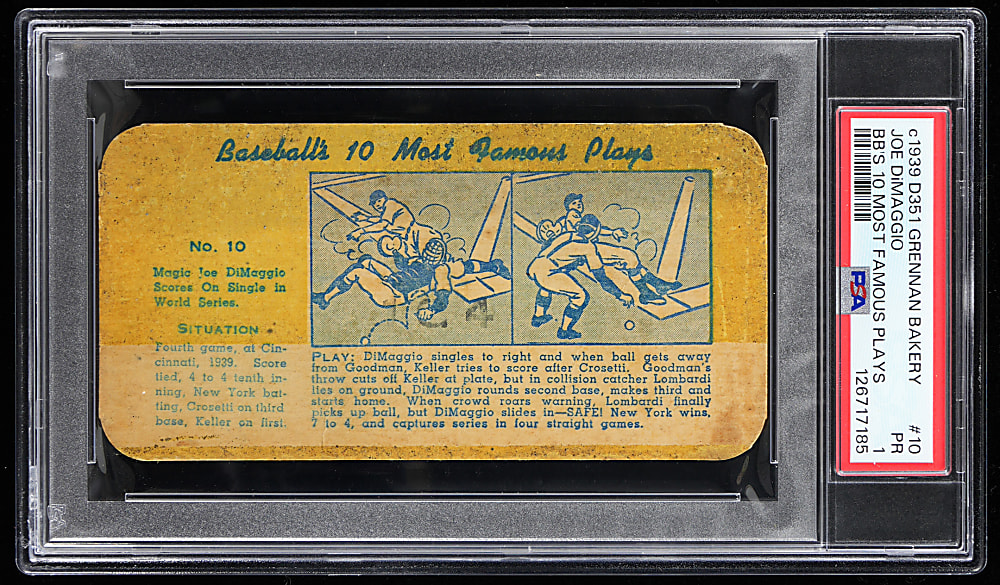 Baseball's 10 Most Famous Plays
No. 10
Magic Joe DiMaggio
Scores On Single in
World Series.
SITUATION
Fourth game, at Cin-
cinnati, 1939. Score
tied, 4 to 4 tenth in-
ning, New York bat-
ting, Crosetti on third
base, Keller on first.
12 4
PLAY: DiMaggio singles to right and when ball gets away
from Goodman, Keller tries to score after Crosetti. Goodman's
throw cuts off Keller at plate, but in collision catcher Lombardi
lies on ground, DiMaggio rounds second base, makes third and
starts home. When crowd roars warning, Lombardi finally
picks up ball, but DiMaggio slides in—SAFE! New York wins,
7 to 4, and captures series in four straight games.
c1939 D351 GRENNAN BAKERY #10
JOE DiMAGGIO PR
BB'S 10 MOST FAMOUS PLAYS 1
PSA 126717185